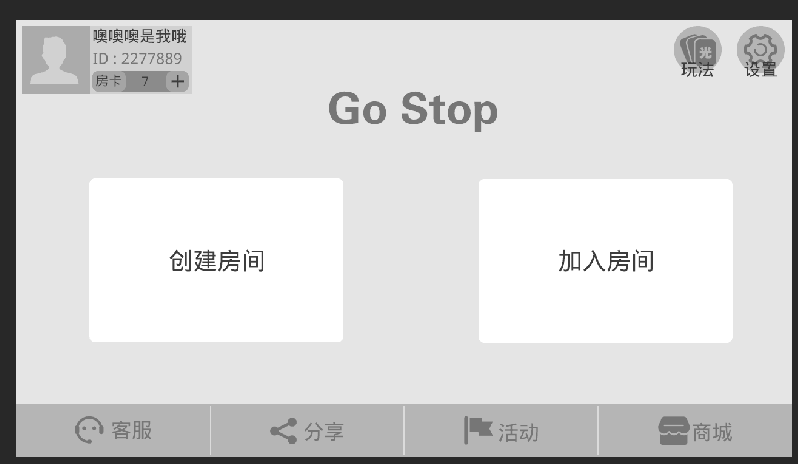 噢噢噢是我哦
ID : 2277889
房卡 7 +
光
玩法
设置
Go Stop
创建房间
加入房间
客服
分享
活动
商城